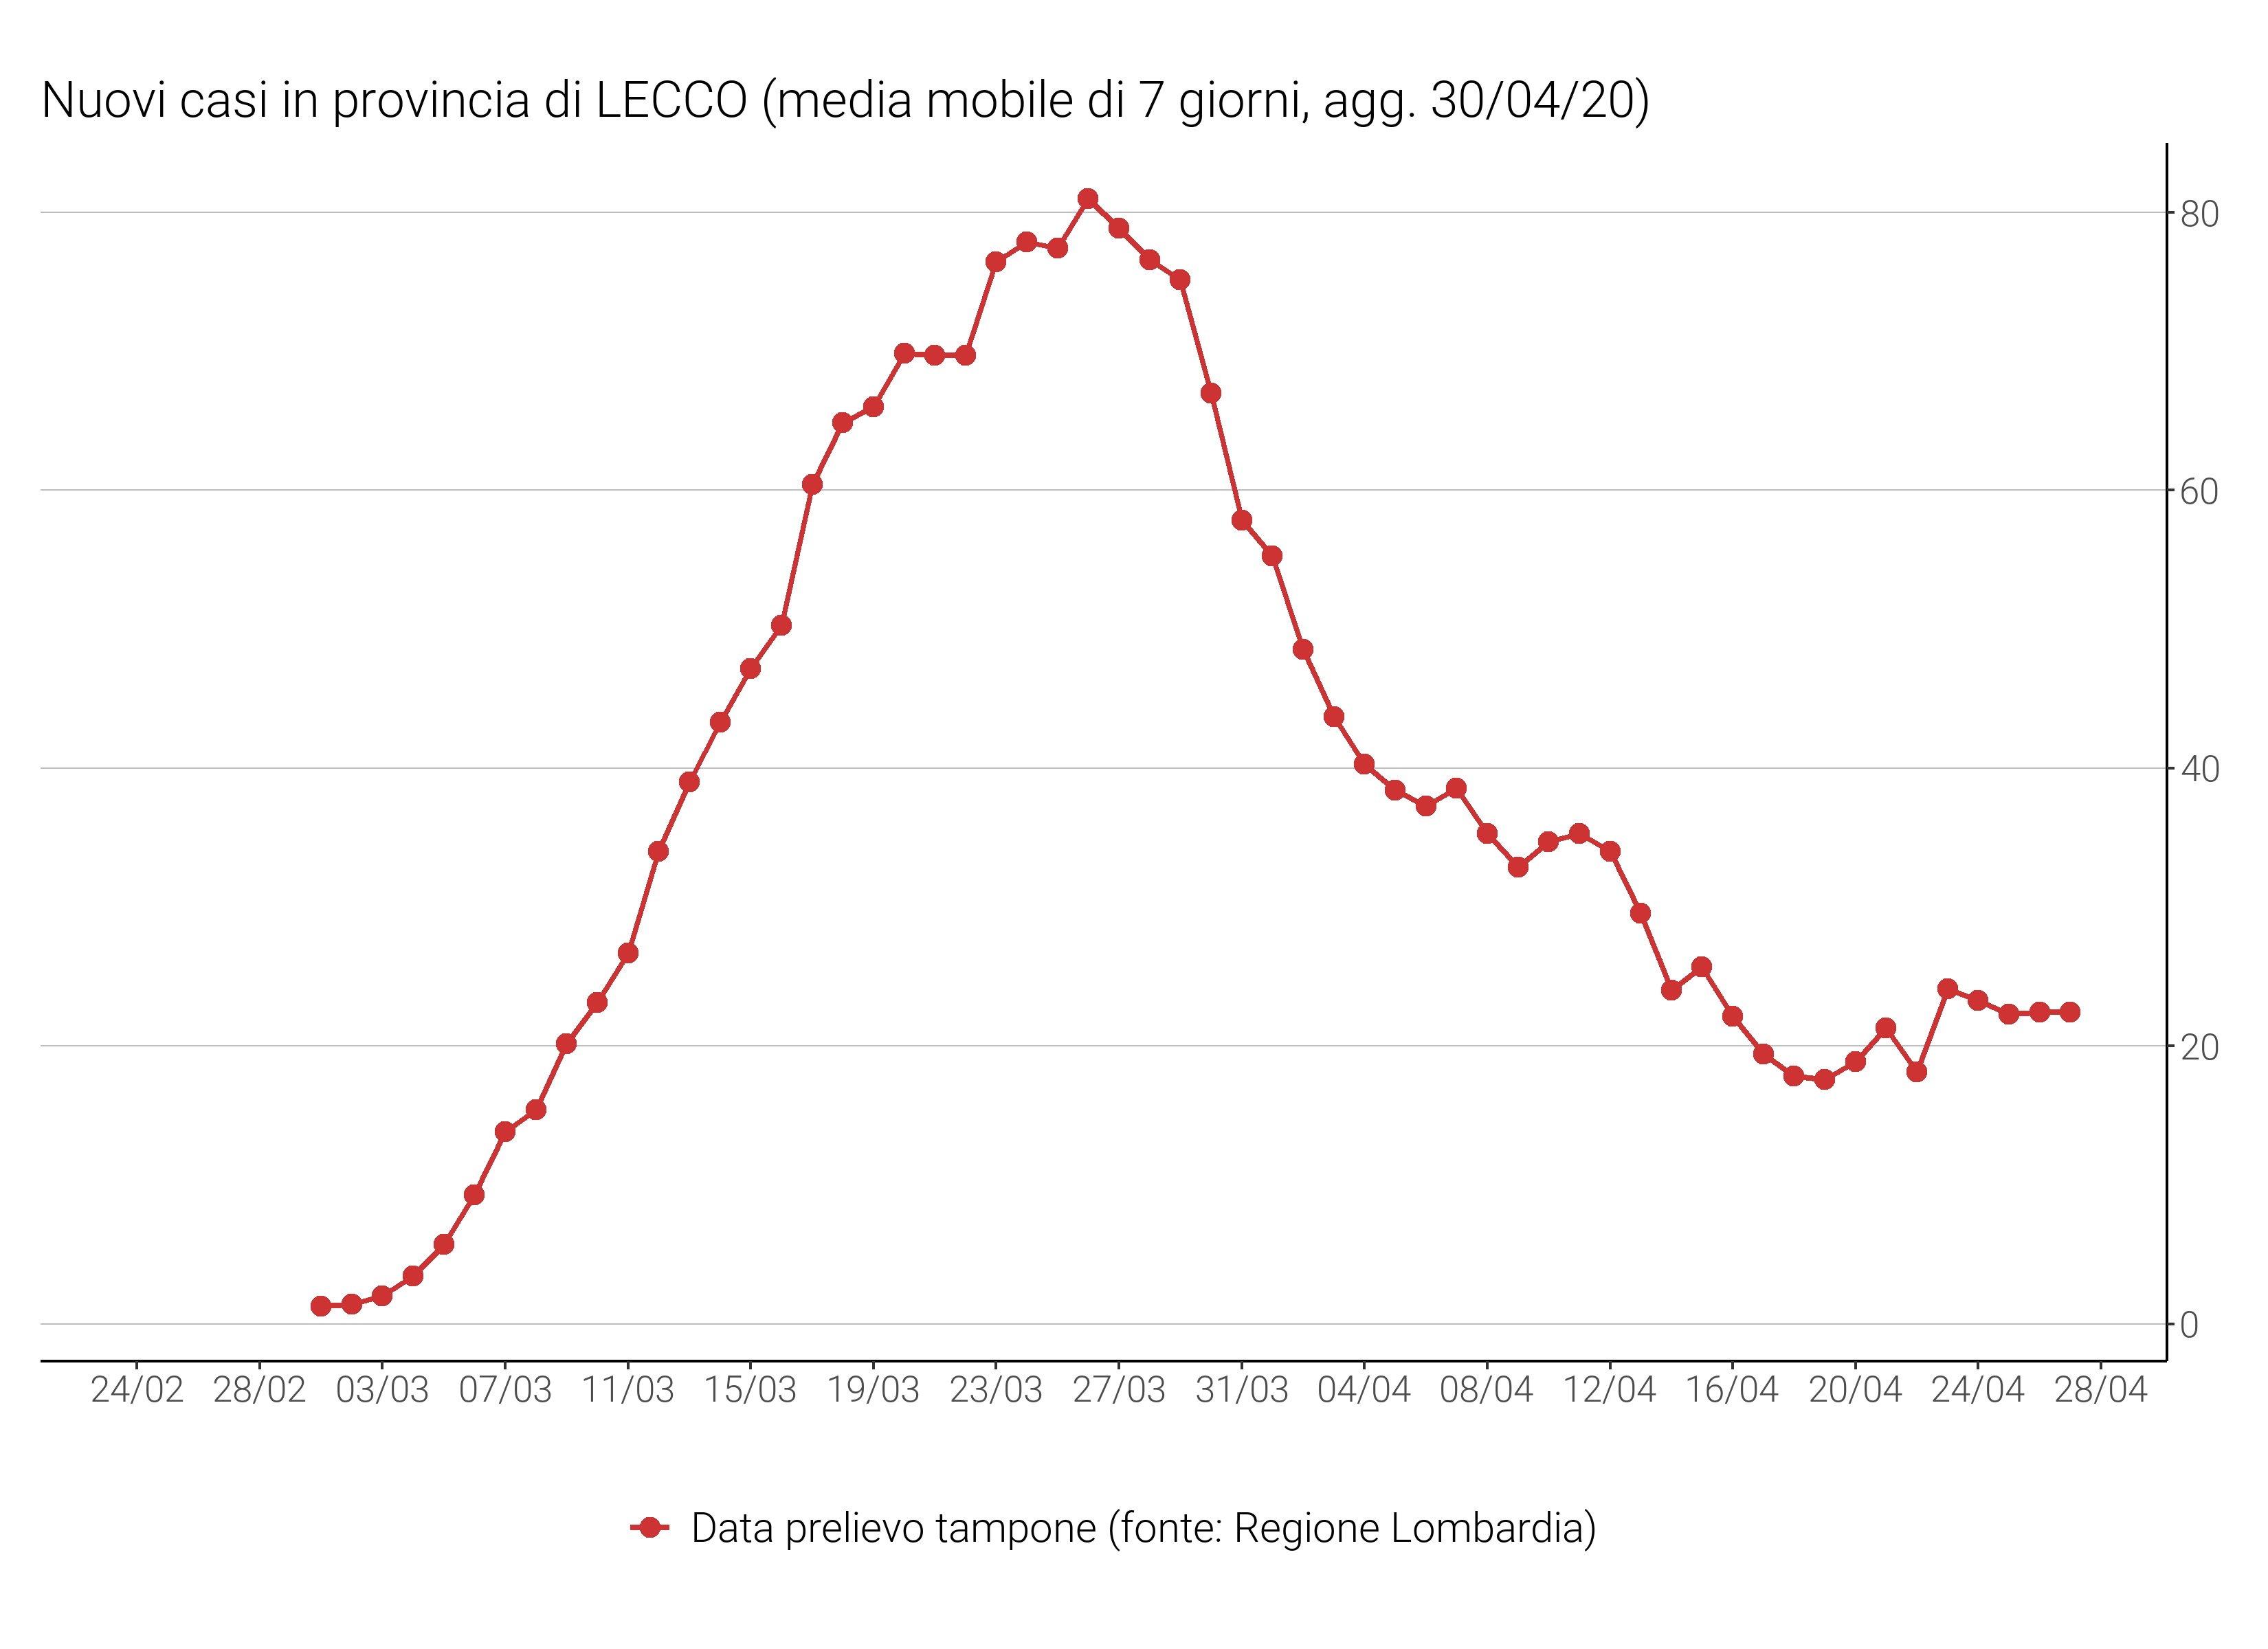 Nuovi casi in provincia di LECCO (media mobile di 7 giorni, agg. 30/04/20)
80
60
40
20
0
24/02 28/02 03/03 07/03 11/03 15/03 19/03 23/03 27/03 31/03 04/04 08/04 12/04 16/04 20/04 24/04 28/04
Data prelievo tampone (fonte: Regione Lombardia)